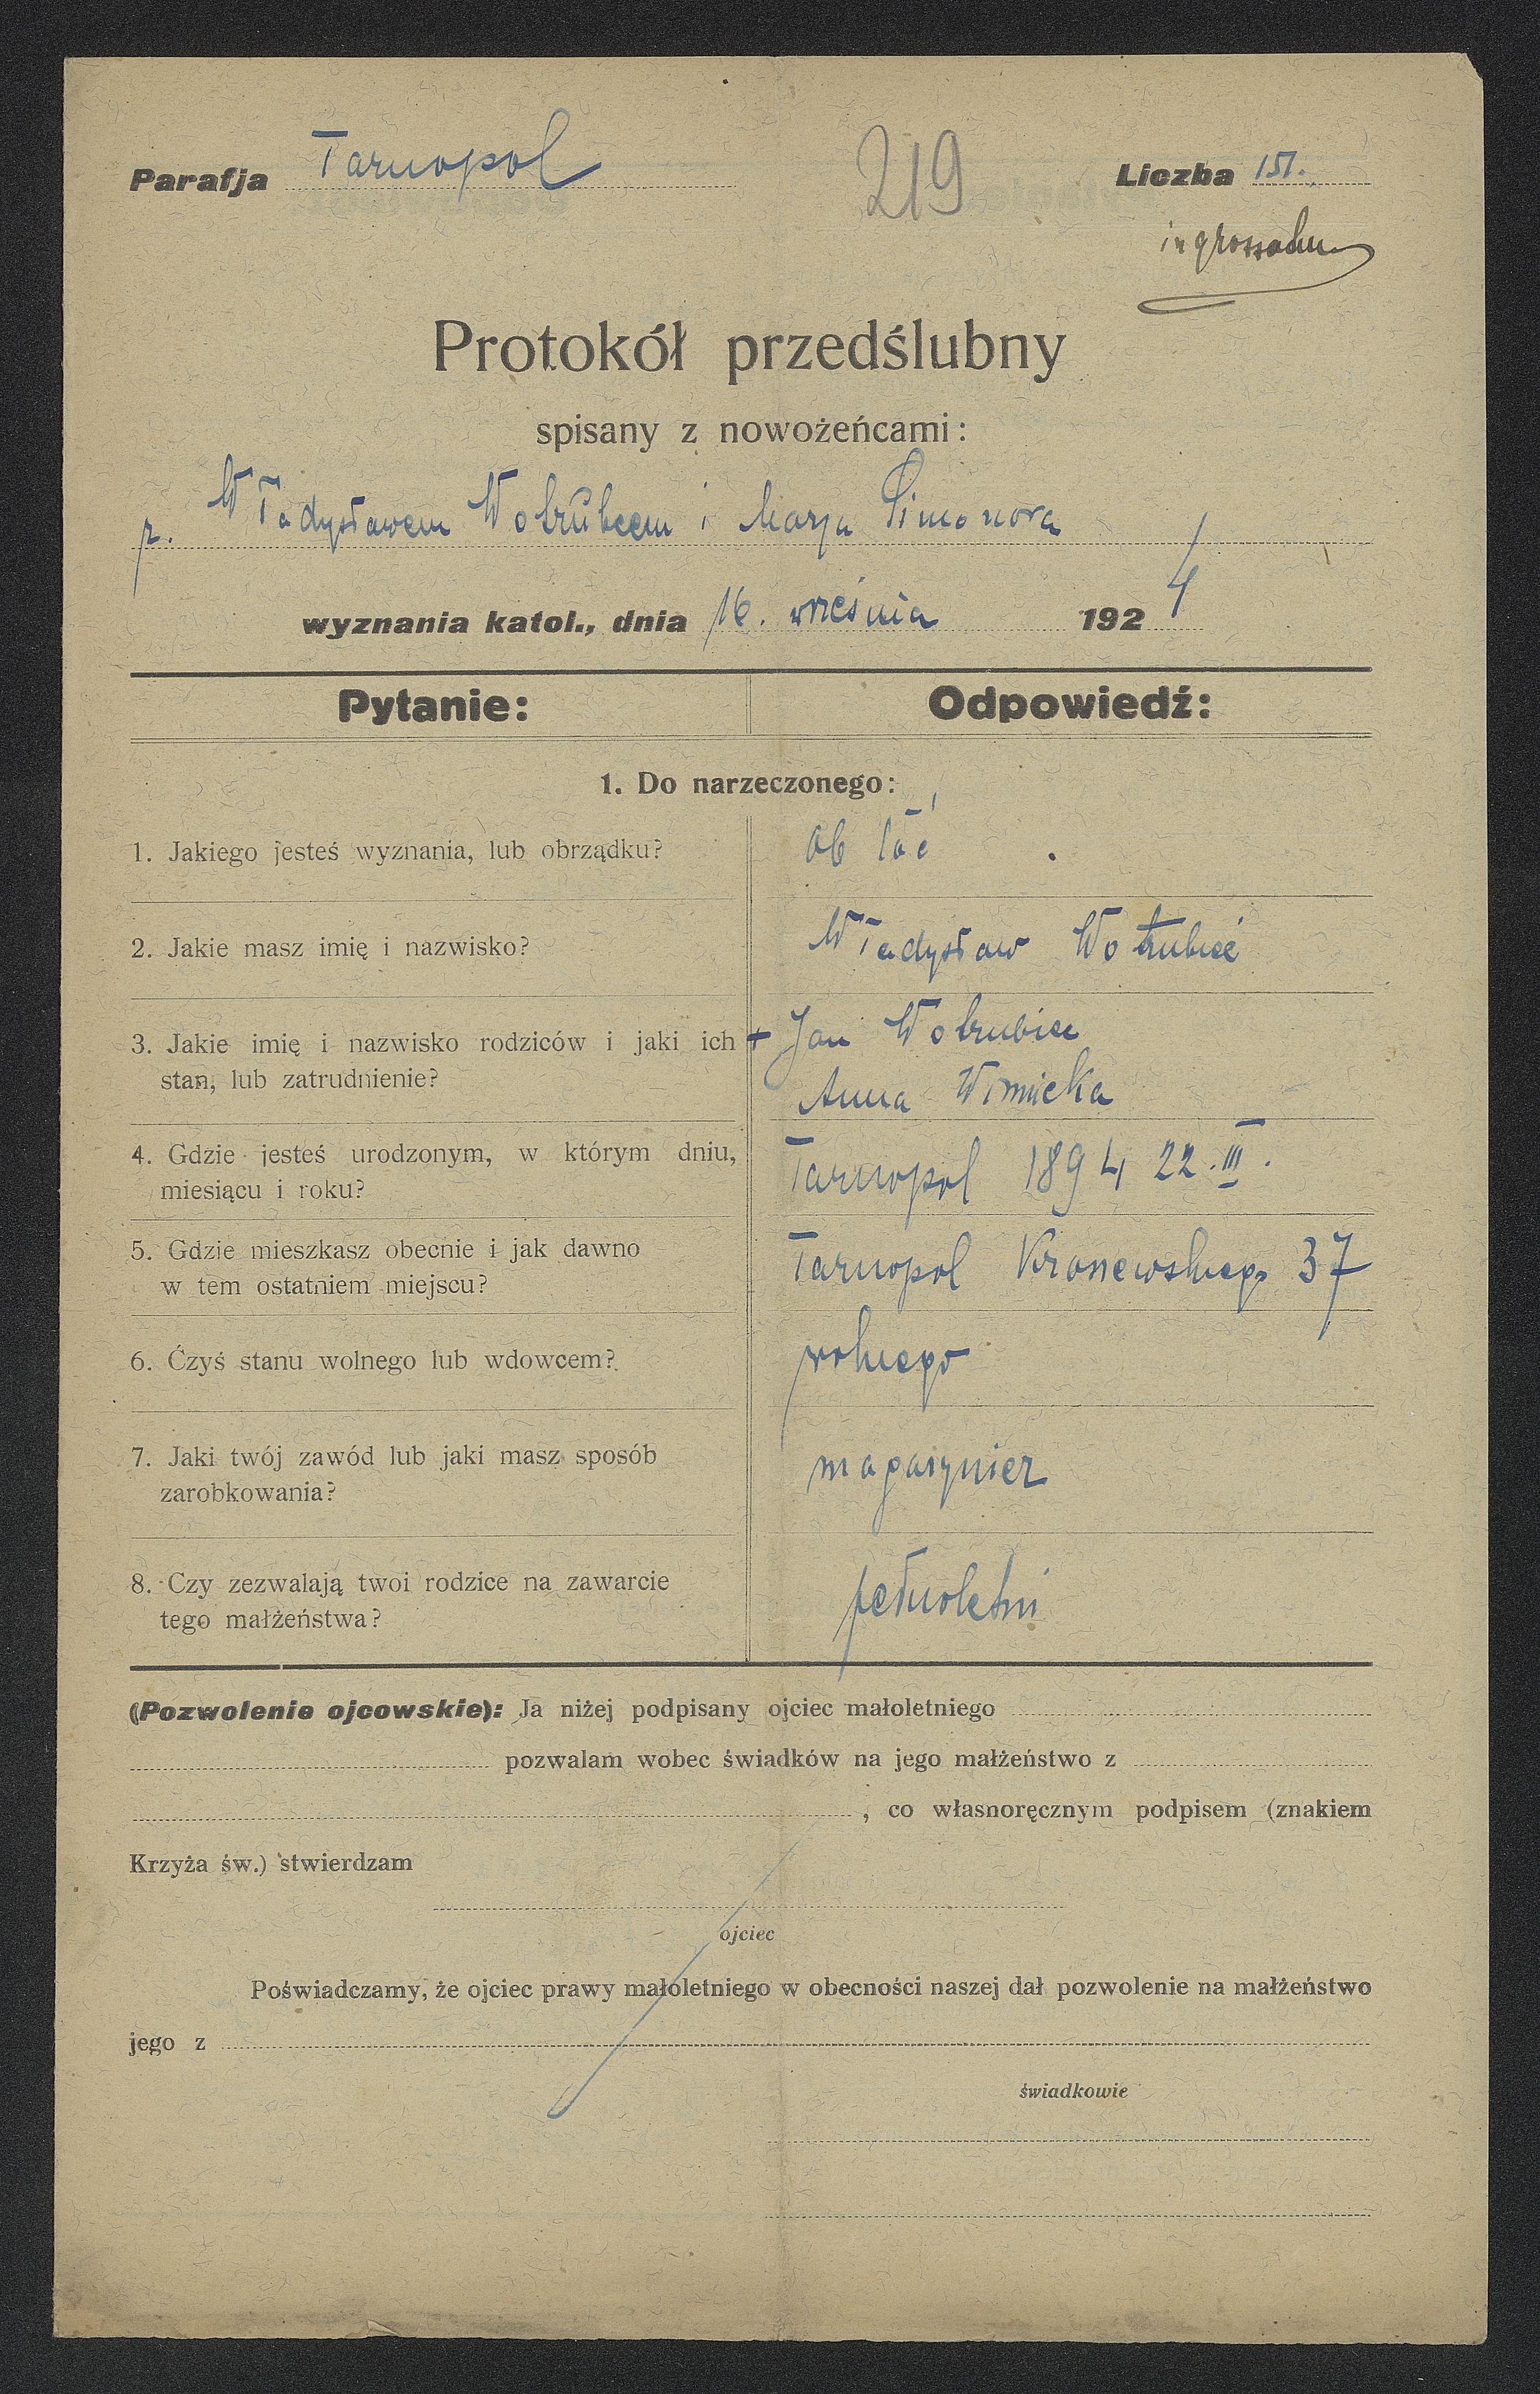 Parafja Tarnopol 219 Liczba 151.
Protokół przedślubny
spisany z nowożeńcami:
p. Władysławem i Marja
wyznania katol., dnia 16. września 1924
Pytanie: Odpowiedź:
1. Do narzeczonego:
1. Jakiego jesteś wyznania, lub obrządku? ob łać
2. Jakie masz imię i nazwisko? Władysław Wotrubiec
3. Jakie imię i nazwisko rodziców i jaki ich + Jan Wotrubiec
stan, lub zatrudnienie? Anna
4. Gdzie jesteś urodzonym, w którym dniu, Tarnopol 1894 22.III.
miesiącu i roku?
5. Gdzie mieszkasz obecnie i jak dawno Tarnopol 37
w tem ostatniem miejscu?
6. Czyś stanu wolnego lub wdowcem? wolnego
7. Jaki twój zawód lub jaki masz sposób magazynier
zarobkowania?
8. Czy zezwalają twoi rodzice na zawarcie pełnoletni
tego małżeństwa?
(Pozwolenie ojcowskie): Ja niżej podpisany ojciec małoletniego
pozwalam wobec świadków na jego małżeństwo z
, co własnoręcznym podpisem (znakiem
Krzyża św.) stwierdzam
ojciec
Poświadczamy, że ojciec prawy małoletniego w obecności naszej dał pozwolenie na małżeństwo
jego z
świadkowie